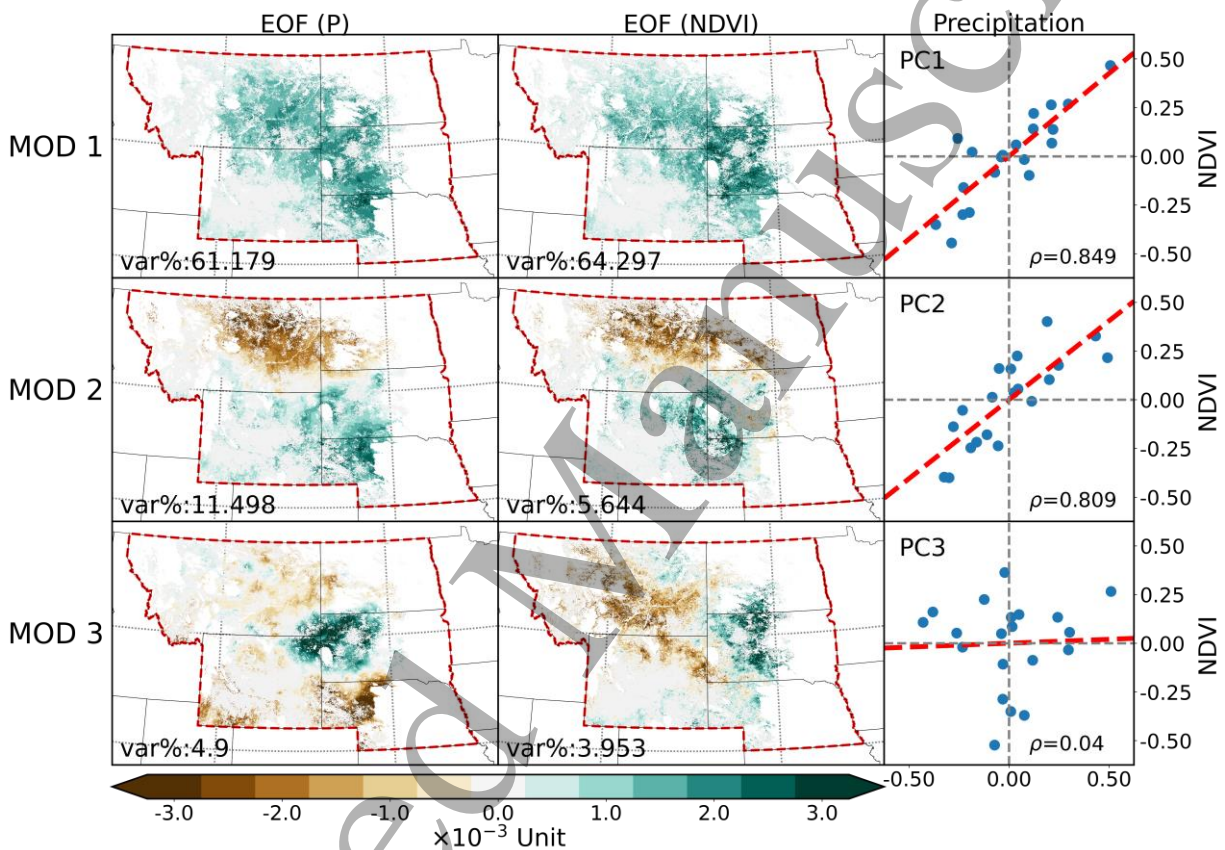 EOF (P) EOF (NDVI) Precipitation
MOD 1
var%:61.179
var%:64.297
PC1
ρ=0.849
0.50
0.25
0.00
-0.25
-0.50
NDVI
MOD 2
var%:11.498
var%:5.644
PC2
ρ=0.809
0.50
0.25
0.00
-0.25
-0.50
NDVI
MOD 3
var%:4.9
var%:3.953
PC3
ρ=0.04
0.50
0.25
0.00
-0.25
-0.50
NDVI
-0.50 0.00 0.50
-3.0 -2.0 -1.0 0.0 1.0 2.0 3.0
×10⁻³ Unit
ed Manusc